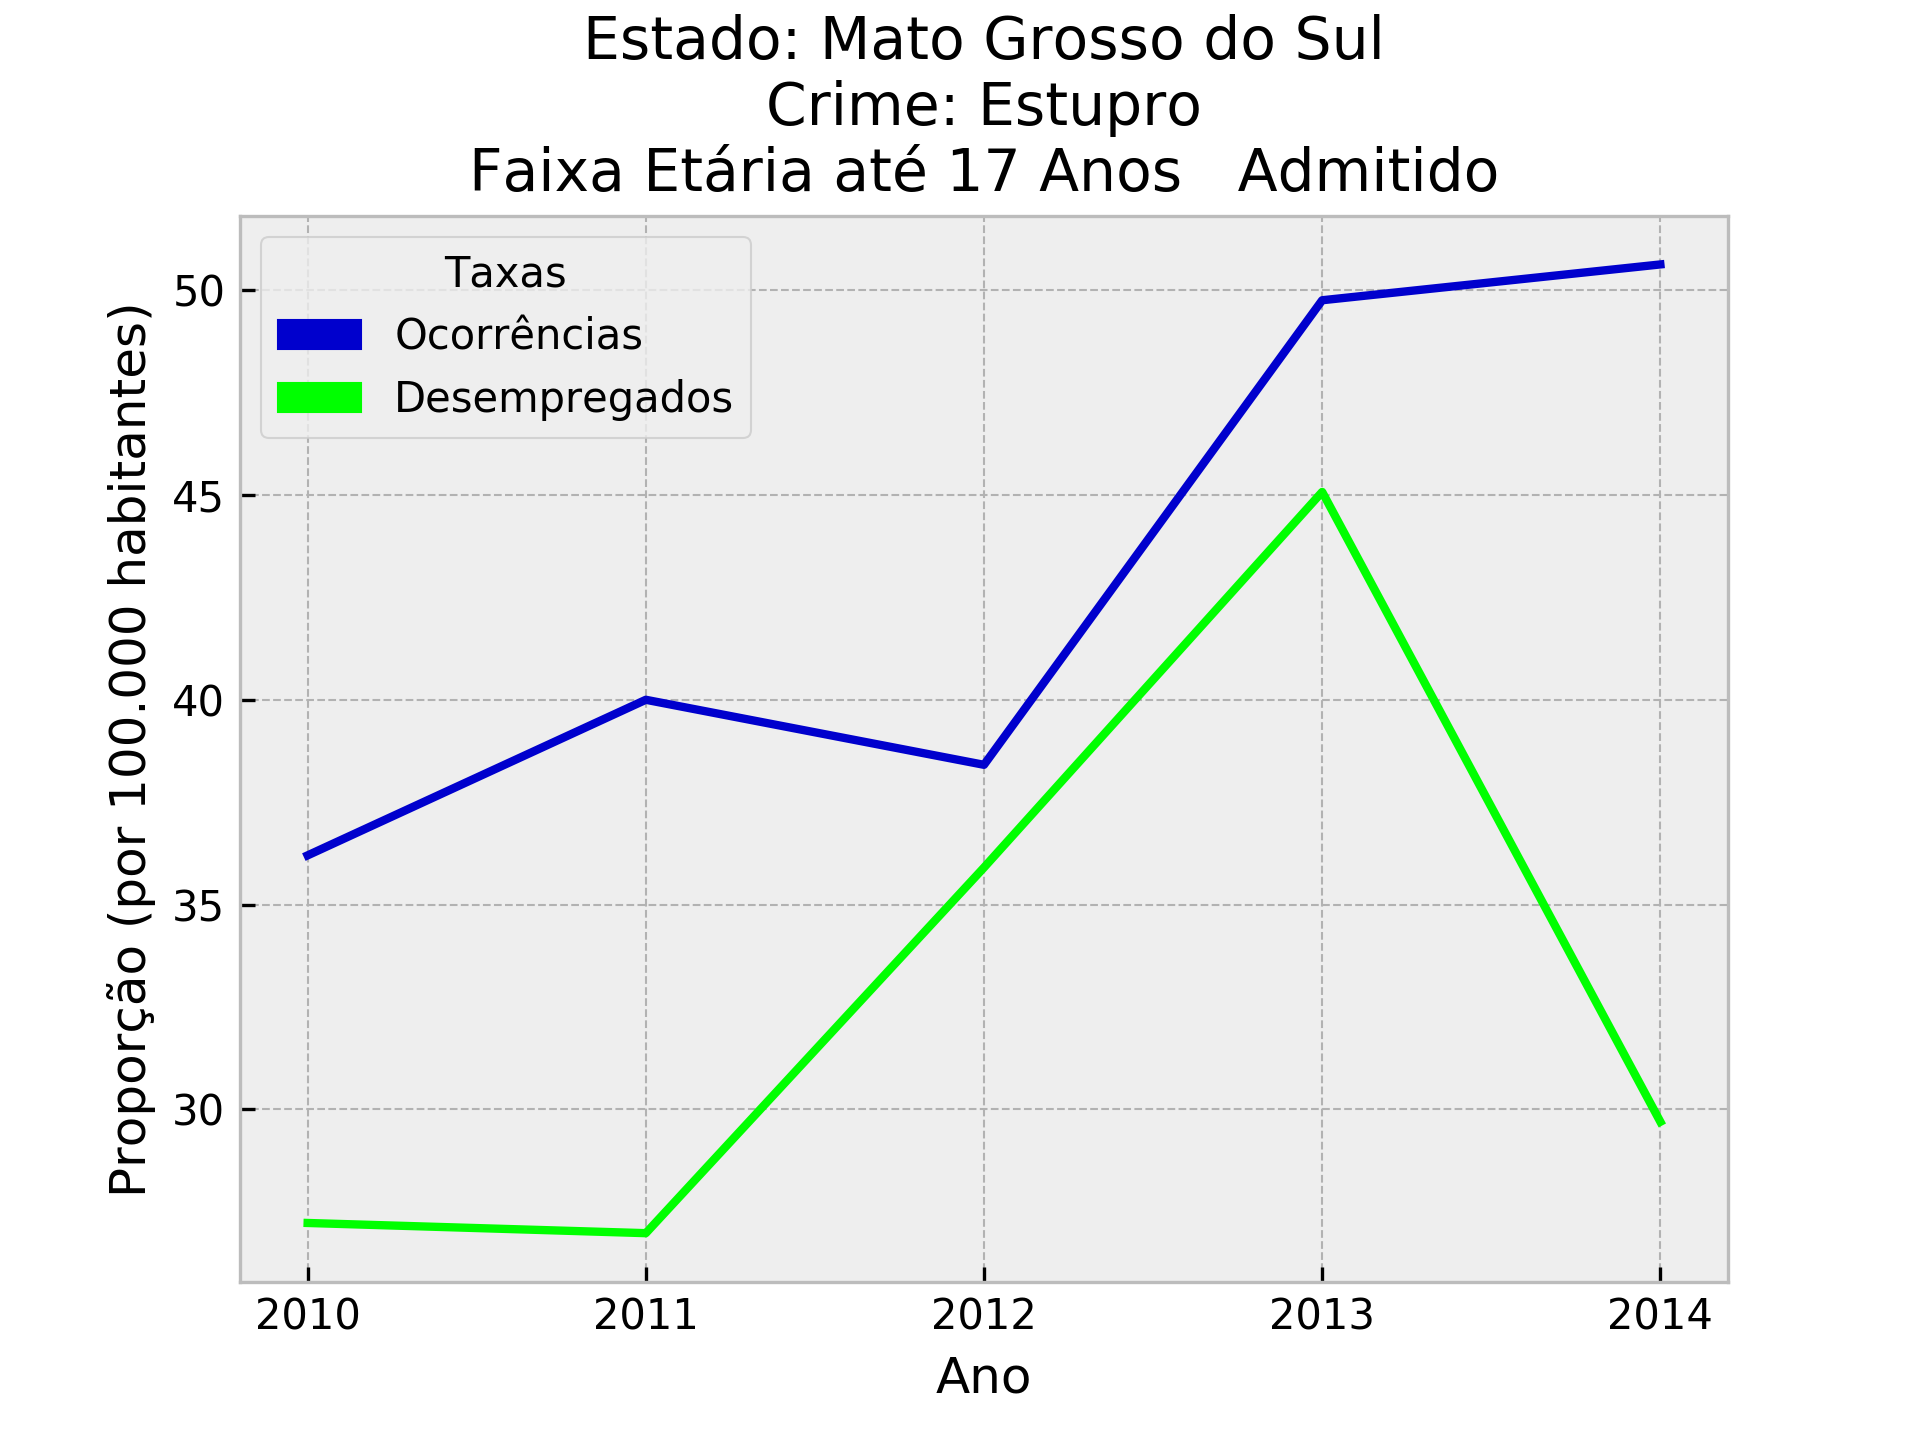 Estado: Mato Grosso do Sul
Crime: Estupro
Faixa Etária até 17 Anos   Admitido
Taxas
Ocorrências
Desempregados
Proporção (por 100.000 habitantes)
50
45
40
35
30
2010 2011 2012 2013 2014
Ano